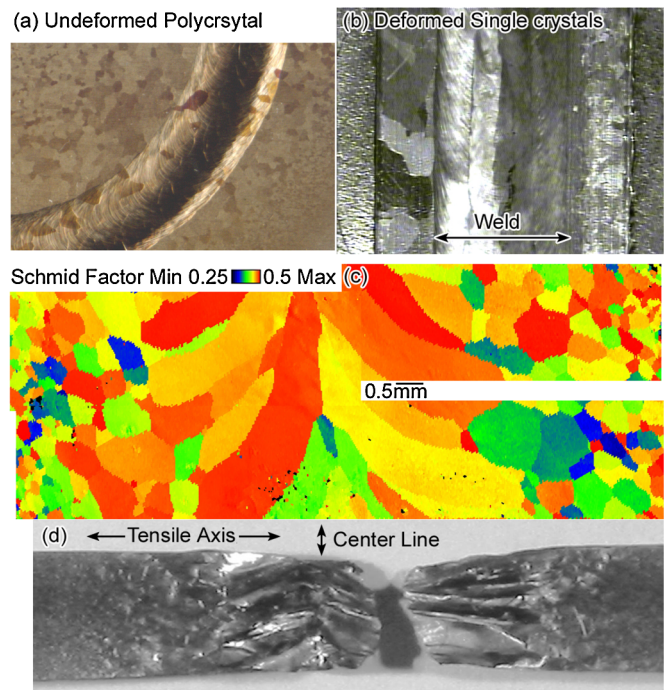 (a) Undeformed Polycrsytal
(b) Deformed Single crystals
Weld
Schmid Factor Min 0.25 0.5 Max (c)
0.5mm
(d) Tensile Axis Center Line